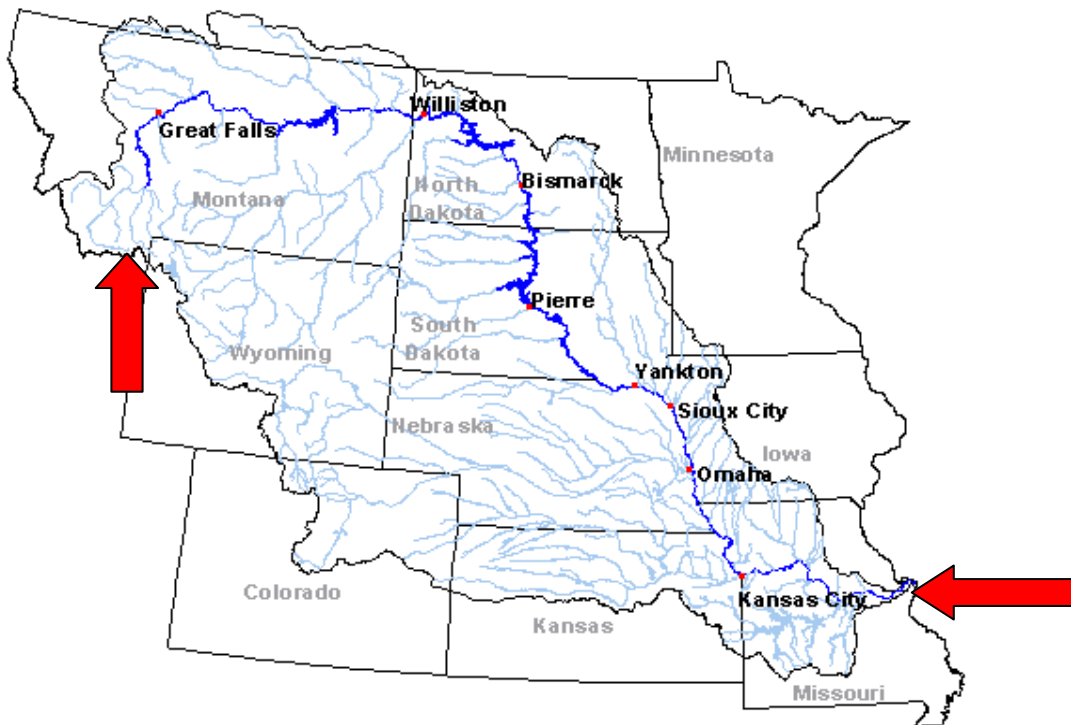 Williston
Great Falls
Minnesota
Montana
North
Dakota
Bismarck
Pierre
South
Dakota
Wyoming
Yankton
Sioux City
Nebraska
Iowa
Omaha
Colorado
Kansas City
Kansas
Missouri